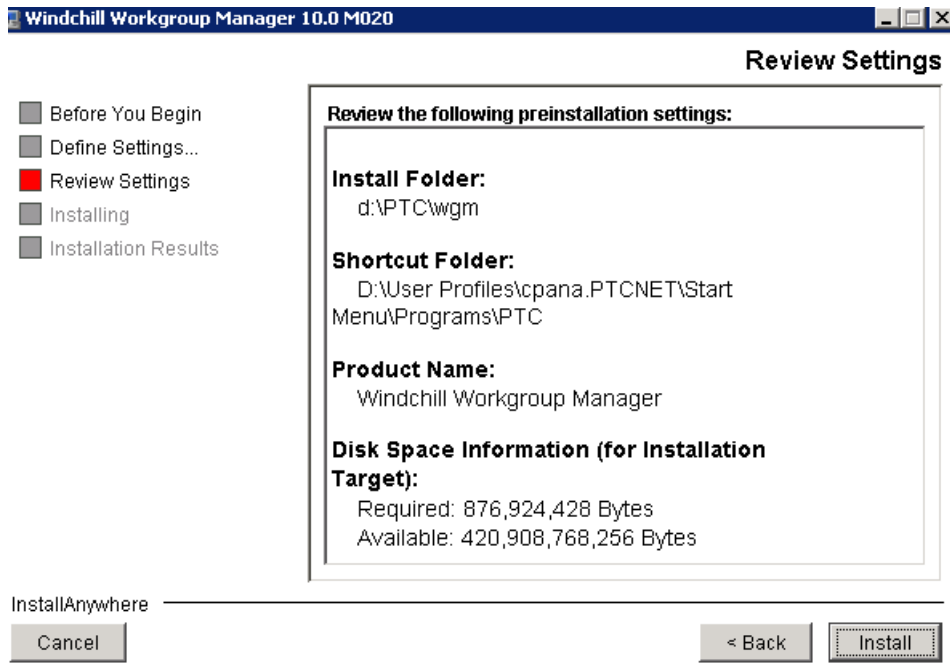 Windchill Workgroup Manager 10.0 M020
Review Settings
Before You Begin
Define Settings...
Review Settings
Installing
Installation Results
Review the following preinstallation settings:
Install Folder:
d:\PTC\wgm
Shortcut Folder:
D:\User Profiles\cpana.PTCNET\Start
Menu\Programs\PTC
Product Name:
Windchill Workgroup Manager
Disk Space Information (for Installation
Target):
Required: 876,924,428 Bytes
Available: 420,908,768,256 Bytes
InstallAnywhere
Cancel
< Back
Install